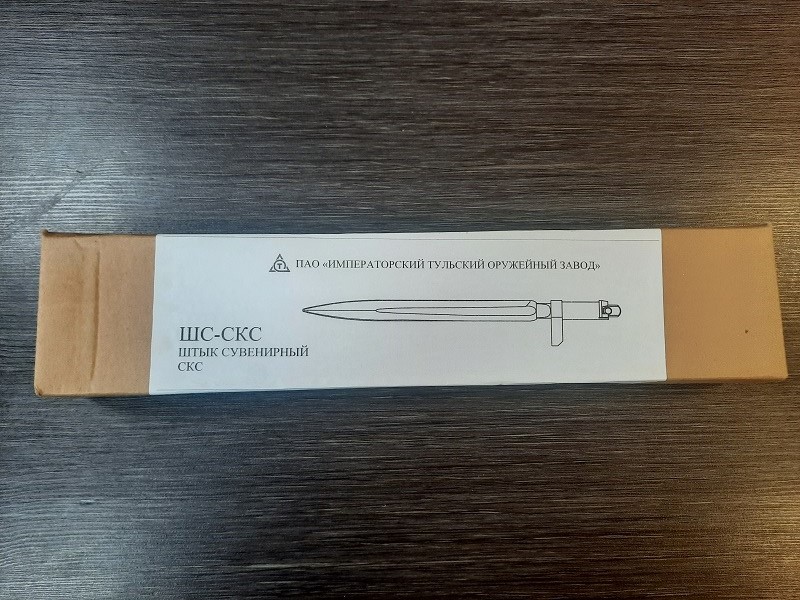 Т
ПАО «ИМПЕРАТОРСКИЙ ТУЛЬСКИЙ ОРУЖЕЙНЫЙ ЗАВОД»
ШС-СКС
ШТЫК СУВЕНИРНЫЙ
СКС